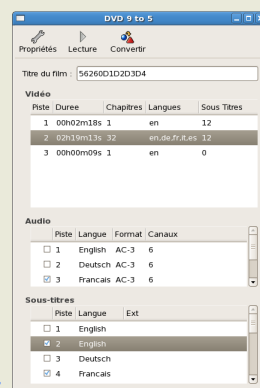 DVD 9 to 5
Propriétés Lecture Convertir
Titre du film : 56260D1D2D3D4
Vidéo
Piste Duree Chapitres Langues Sous Titres
1 00h02m18s 1 en 12
2 02h19m13s 32 en,de,fr,it,es 12
3 00h00m09s 1 en 0
Audio
Piste Langue Format Canaux
1 English AC-3 6
2 Deutsch AC-3 6
3 Francais AC-3 6
Sous-titres
Piste Langue Ext
1 English
2 English
3 Deutsch
4 Francais